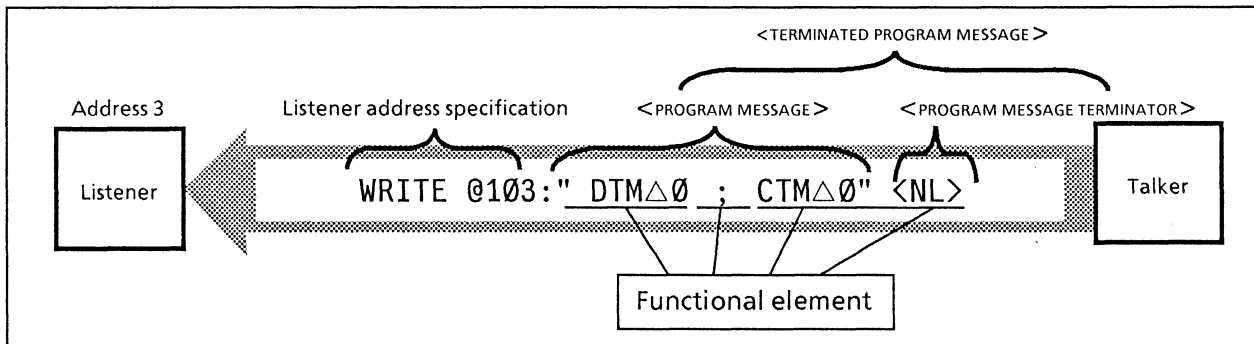 <TERMINATED PROGRAM MESSAGE>
Address 3
Listener address specification
<PROGRAM MESSAGE>
<PROGRAM MESSAGE TERMINATOR>
Listener
WRITE @1Ø3:" DTM△Ø ; CTM△Ø" <NL>
Talker
Functional element